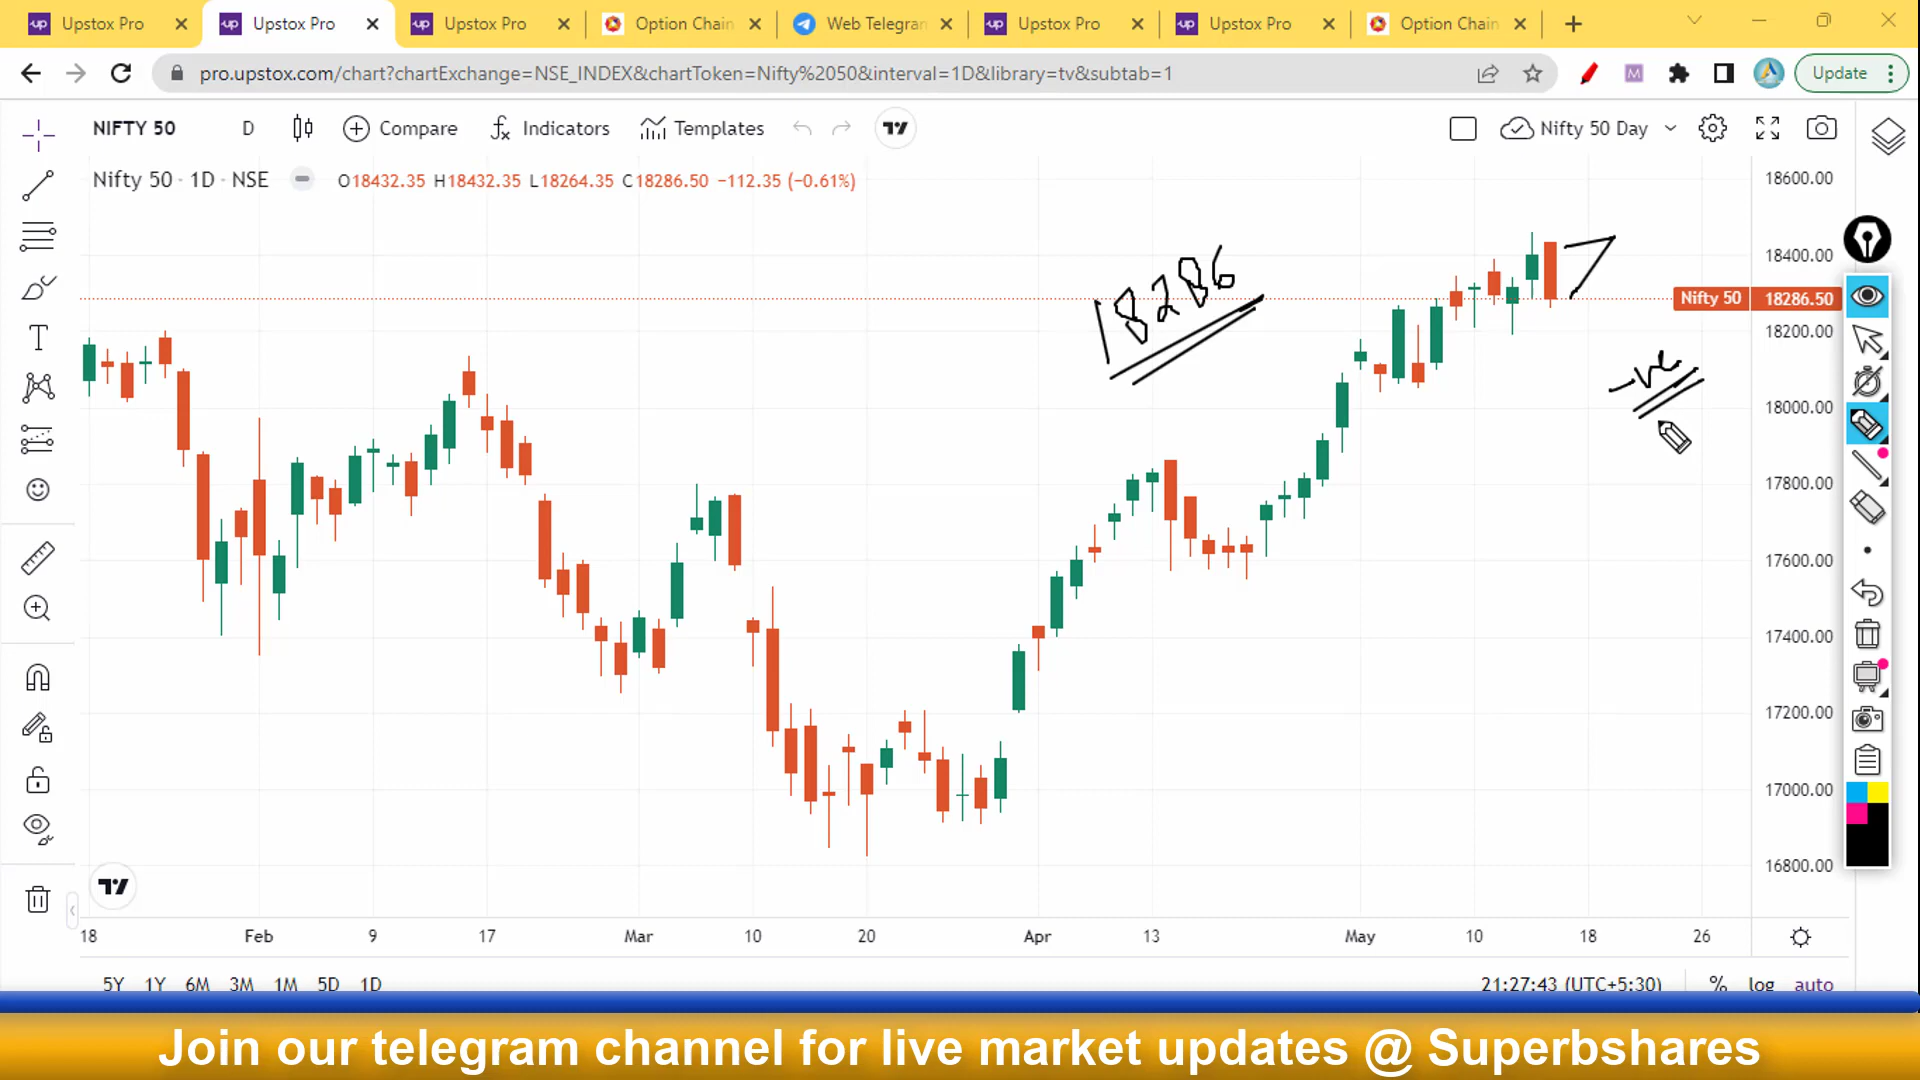 Upstox Pro
Upstox Pro
Upstox Pro
Option Chain
Web Telegran
Upstox Pro
Upstox Pro
Option Chain
pro.upstox.com/chart?chartExchange=NSE_INDEX&chartToken=Nifty%2050&interval=1D&library=tv&subtab=1
Update
NIFTY 50
D
Compare
Indicators
Templates
Nifty 50 Day
Nifty 50 · 1D · NSE
O18432.35 H18432.35 L18264.35 C18286.50 −112.35 (−0.61%)
18600.00
18400.00
18286
Nifty 50 18286.50
18200.00
-ve
18000.00
17800.00
17600.00
17400.00
17200.00
17000.00
16800.00
18 Feb 9 17 Mar 10 20 Apr 13 May 10 18 26
5Y 1Y 6M 3M 1M 5D 1D
21:27:43 (UTC+5:30) % log auto
Join our telegram channel for live market updates @ Superbshares